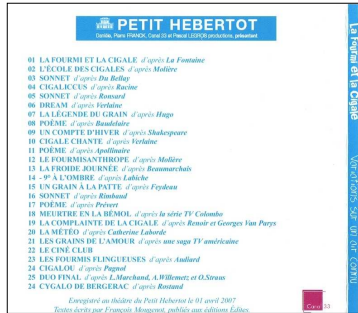 PETIT HEBERTOT
Danièle, Pierre FRANCK, Canal 33 et Pascal LEGROS productions, présentent
01 LA FOURMI ET LA CIGALE d'après La Fontaine
02 L'ÉCOLE DES CIGALES d'après Molière
03 SONNET d'après Du Bellay
04 CIGALICCUS d'après Racine
05 SONNET d'après Ronsard
06 DREAM d'après Verlaine
07 LA LÉGENDE DU GRAIN d'après Hugo
08 POÈME d'après Baudelaire
09 UN COMPTE D'HIVER d'après Shakespeare
10 CIGALE CHANTE d'après Verlaine
11 POÈME d'après Apollinaire
12 LE FOURMISANTHROPE d'après Molière
13 LA FROIDE JOURNÉE d'après Beaumarchais
14 - 9° À L'OMBRE d'après Labiche
15 UN GRAIN À LA PATTE d'après Feydeau
16 SONNET d'après Rimbaud
17 POÈME d'après Prévert
18 MEURTRE EN LA BÉMOL d'après la série TV Colombo
19 LA COMPLAINTE DE LA CIGALE d'après Renoir et Georges Van Parys
20 LA MÉTÉO d'après Catherine Laborde
21 LES GRAINS DE L'AMOUR d'après une saga TV américaine
22 LE CINÉ CLUB
23 LES FOURMIS FLINGUEUSES d'après Audiard
24 CIGALOU d'après Pagnol
25 DUO FINAL d'après L.Marchand, A.Willemetz et O.Straus
24 CYGALO DE BERGERAC d'après Rostand
Enregistré au théâtre du Petit Hebertot le 01 avril 2007
Textes écrits par François Mougenot, publiés aux éditions Édites
Canal 33
La Fourmi et la Cigale
Variations sur un air connu